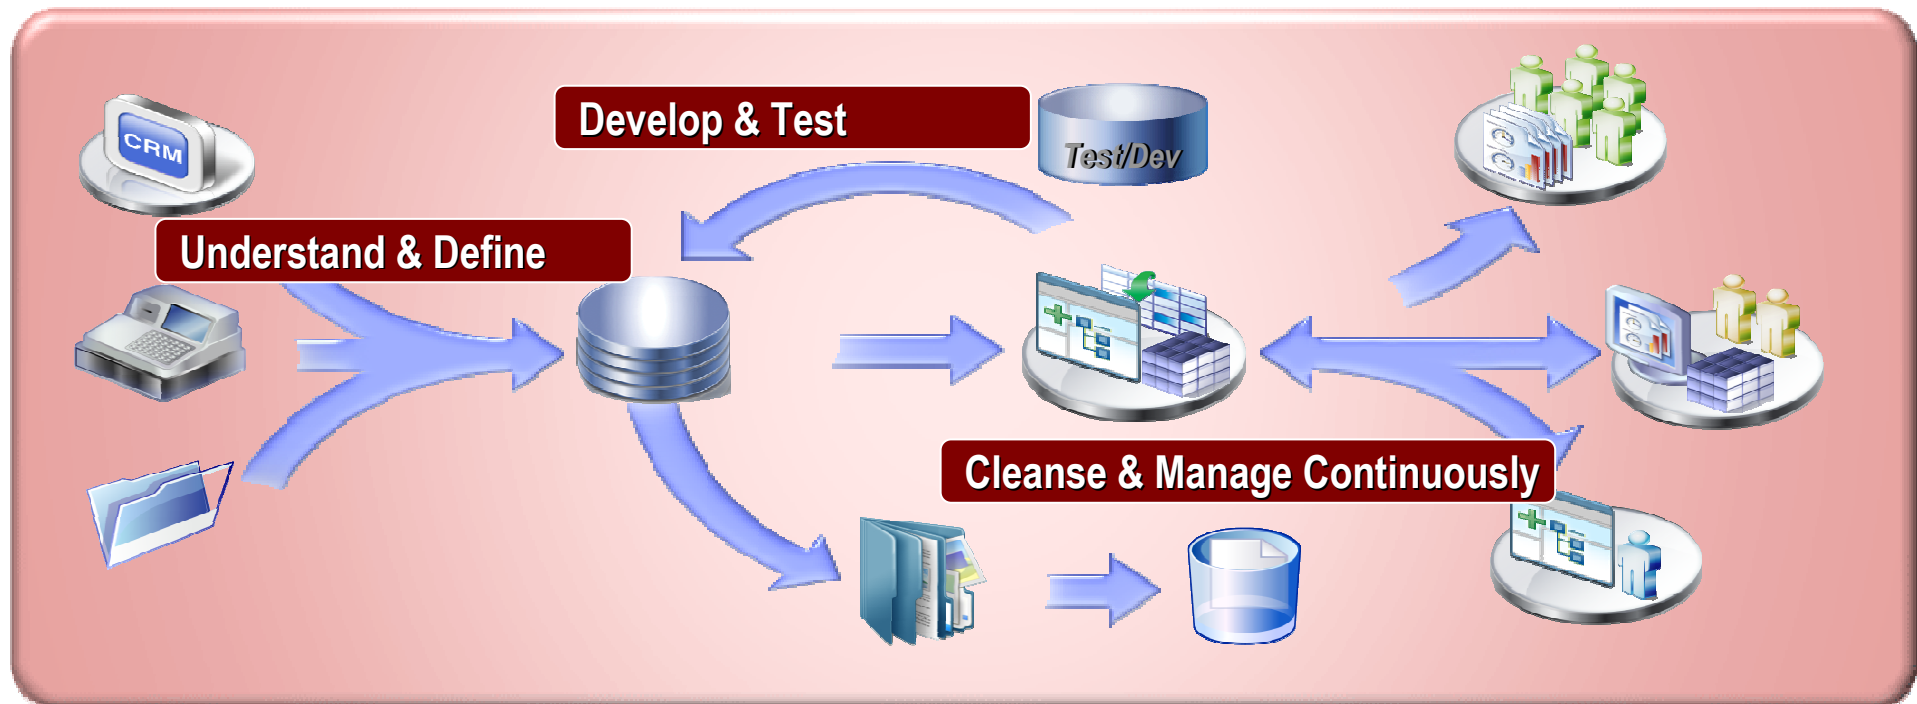 Develop & Test
Test/Dev
CRM
Understand & Define
Cleanse & Manage Continuously